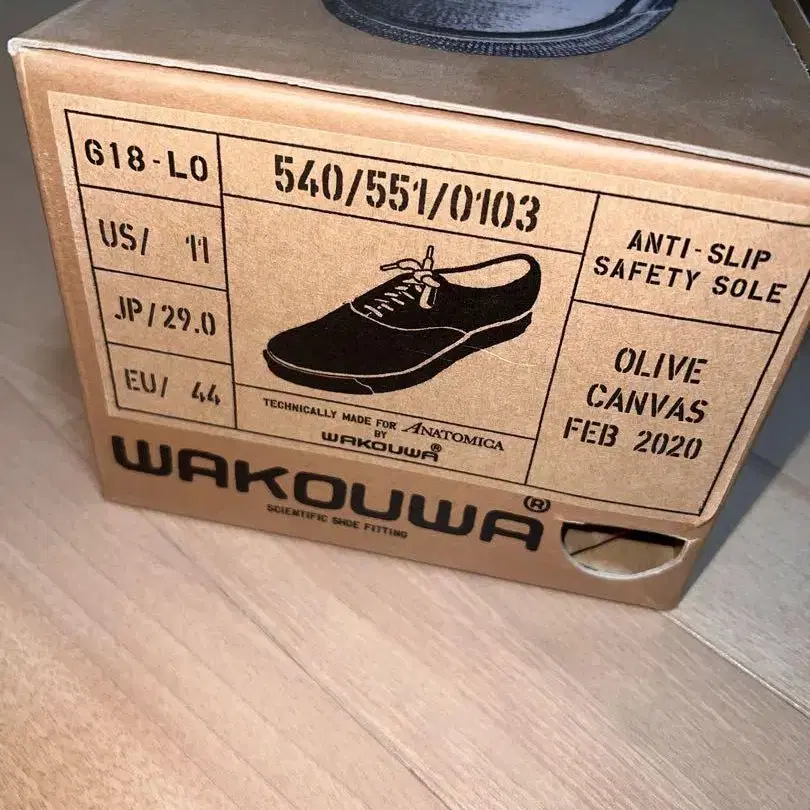 618-LO
US/ 11
JP/29.0
EU/ 44
540/551/0103
TECHNICALLY MADE FOR ANATOMICA
BY
WAKOUWA®
ANTI-SLIP
SAFETY SOLE
OLIVE
CANVAS
FEB 2020
WAKOUWA®
SCIENTIFIC SHOE FITTING